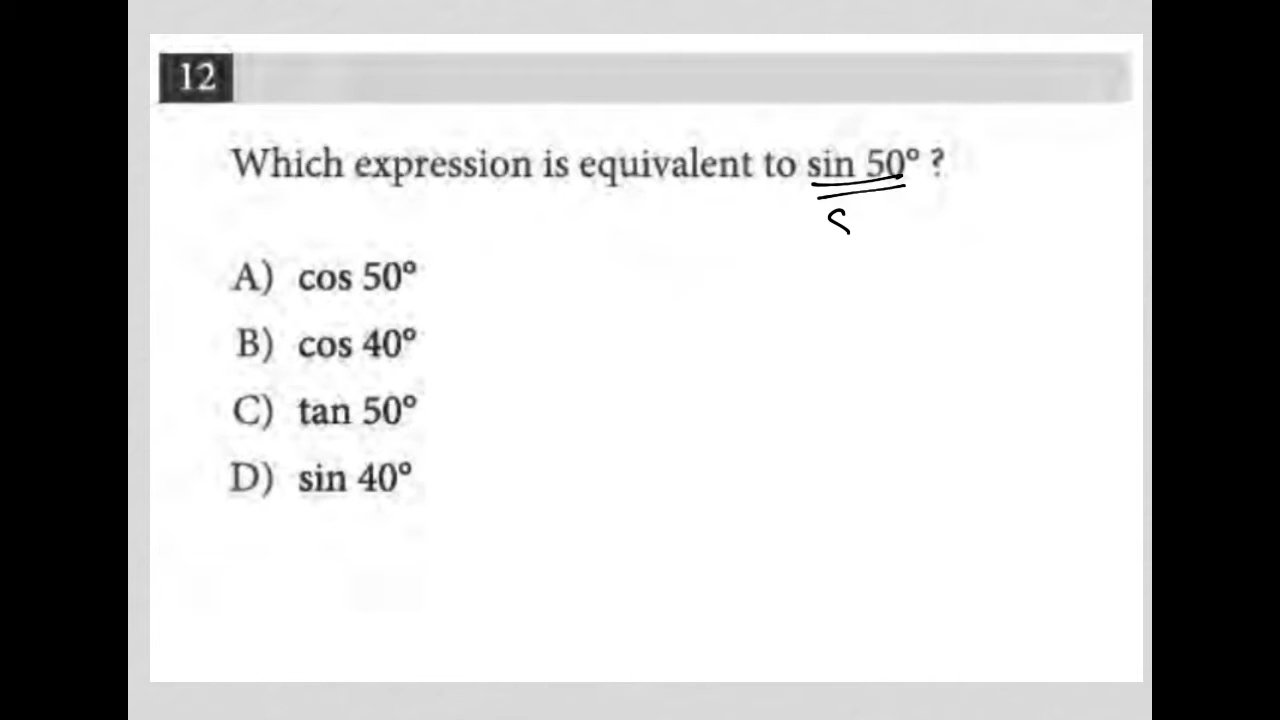 12
Which expression is equivalent to sin 50° ?
A) cos 50°
B) cos 40°
C) tan 50°
D) sin 40°